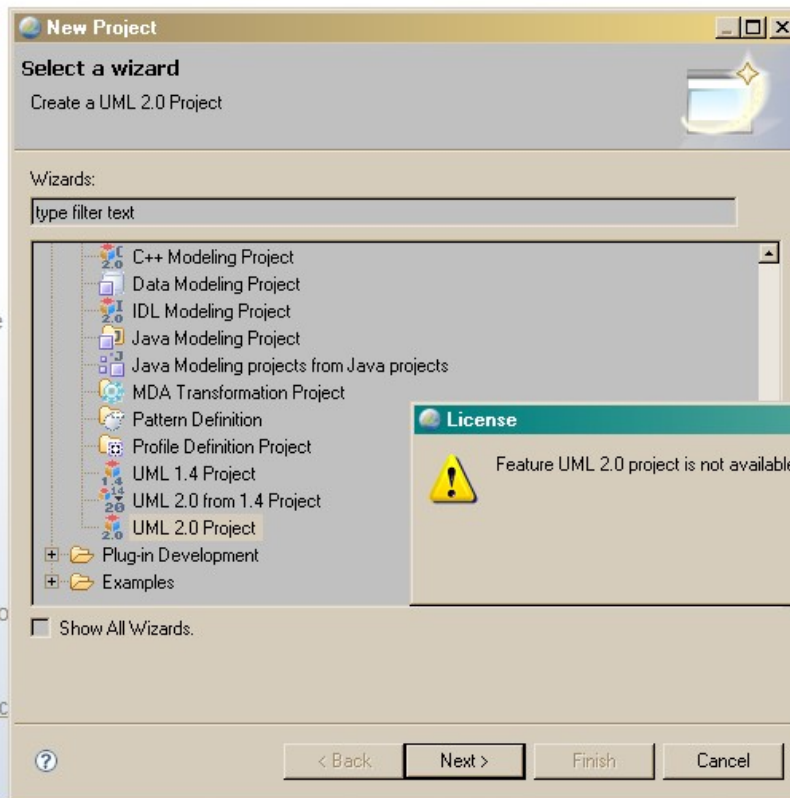 New Project
Select a wizard
Create a UML 2.0 Project
Wizards:
type filter text
C++ Modeling Project
Data Modeling Project
IDL Modeling Project
Java Modeling Project
Java Modeling projects from Java projects
MDA Transformation Project
Pattern Definition
Profile Definition Project
UML 1.4 Project
UML 2.0 from 1.4 Project
UML 2.0 Project
Plug-in Development
Examples
License
Feature UML 2.0 project is not available
Show All Wizards.
< Back
Next >
Finish
Cancel